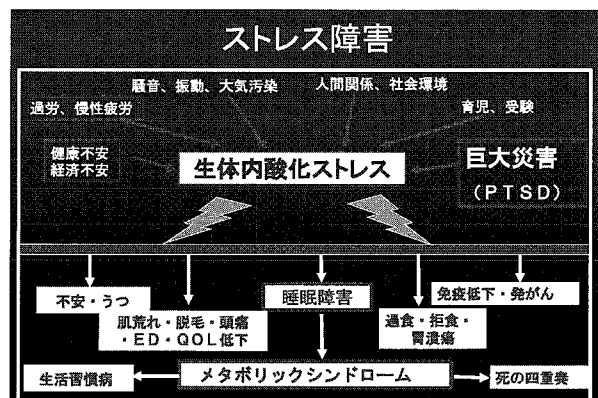 ストレス障害
騒音、振動、大気汚染
人間関係、社会環境
過労、慢性疲労
育児、受験
健康不安
経済不安
生体内酸化ストレス
巨大災害
（PTSD）
不安・うつ
肌荒れ・脱毛・頭痛
・ED・QOL低下
睡眠障害
過食・拒食・
胃潰瘍
免疫低下・発がん
生活習慣病
メタボリックシンドローム
死の四重奏